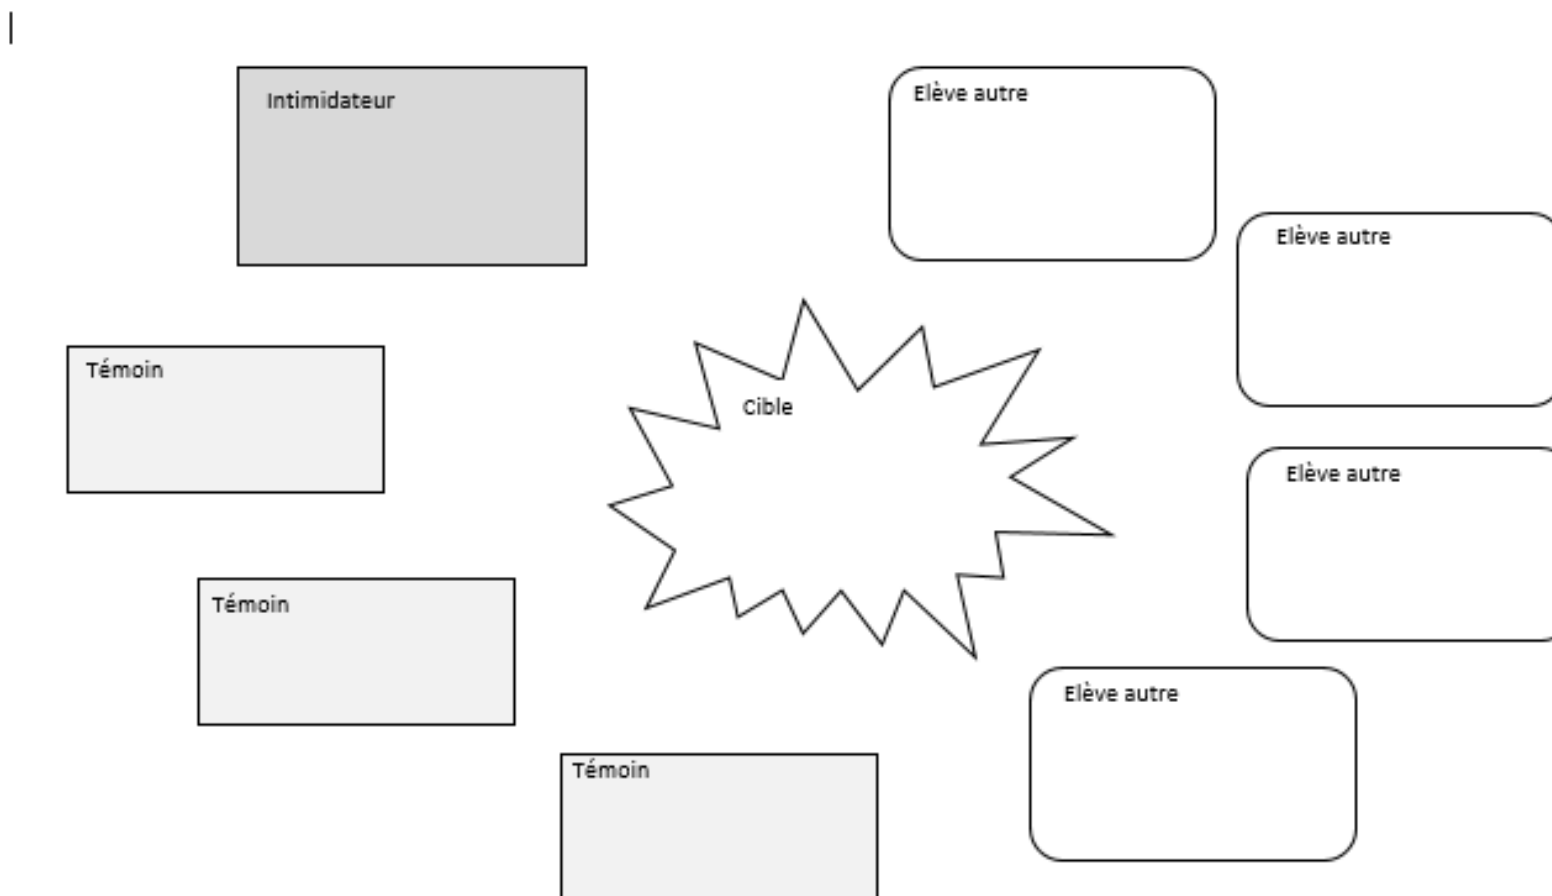 Intimidateur
Elève autre
Elève autre
Témoin
Cible
Elève autre
Témoin
Elève autre
Témoin